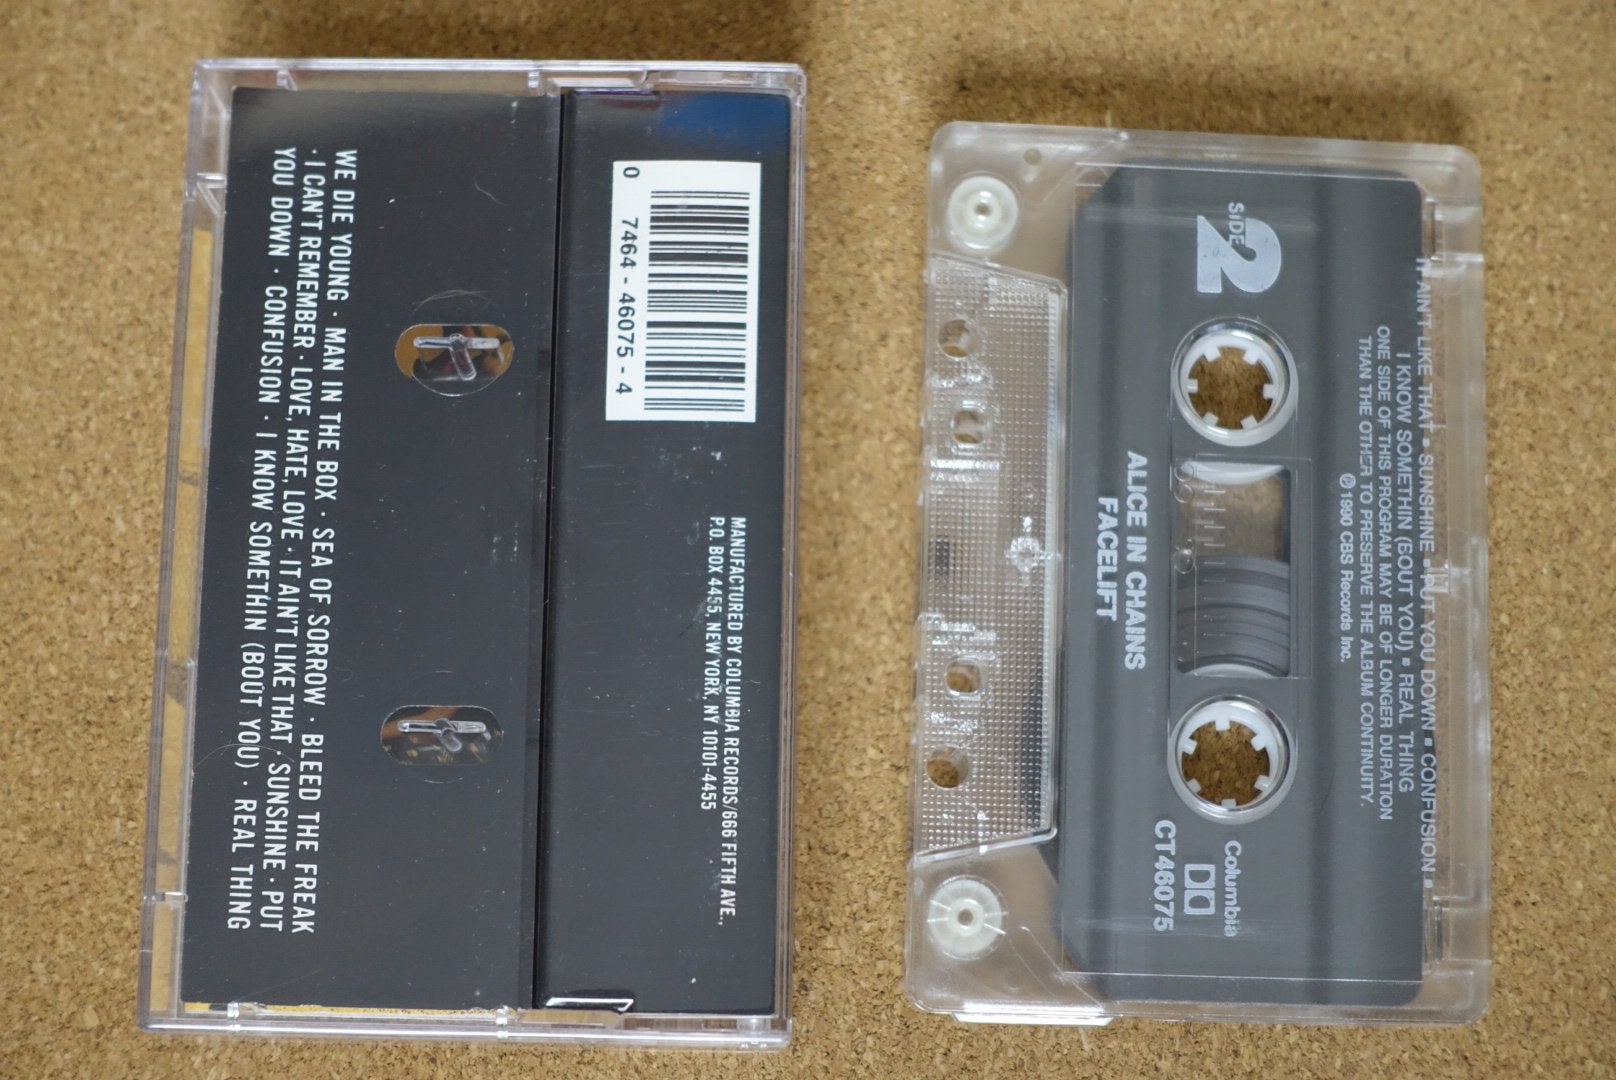 WE DIE YOUNG · MAN IN THE BOX · SEA OF SORROW · BLEED THE FREAK
· I CAN'T REMEMBER · LOVE, HATE, LOVE · IT AIN'T LIKE THAT · SUNSHINE · PUT
YOU DOWN · CONFUSION · I KNOW SOMETHIN (BOUT YOU) · REAL THING
0 7464 - 46075 - 4
MANUFACTURED BY COLUMBIA RECORDS/666 FIFTH AVE.,
P.O. BOX 4455, NEW YORK, NY 10101-4455
SIDE
2
IT AIN'T LIKE THAT ▪ SUNSHINE ▪ PUT YOU DOWN ▪ CONFUSION ▪
I KNOW SOMETHIN (BOUT YOU) ▪ REAL THING
ONE SIDE OF THIS PROGRAM MAY BE OF LONGER DURATION
THAN THE OTHER TO PRESERVE THE ALBUM CONTINUITY.
℗1990 CBS Records Inc.
ALICE IN CHAINS
FACELIFT
Columbia
CT 46075